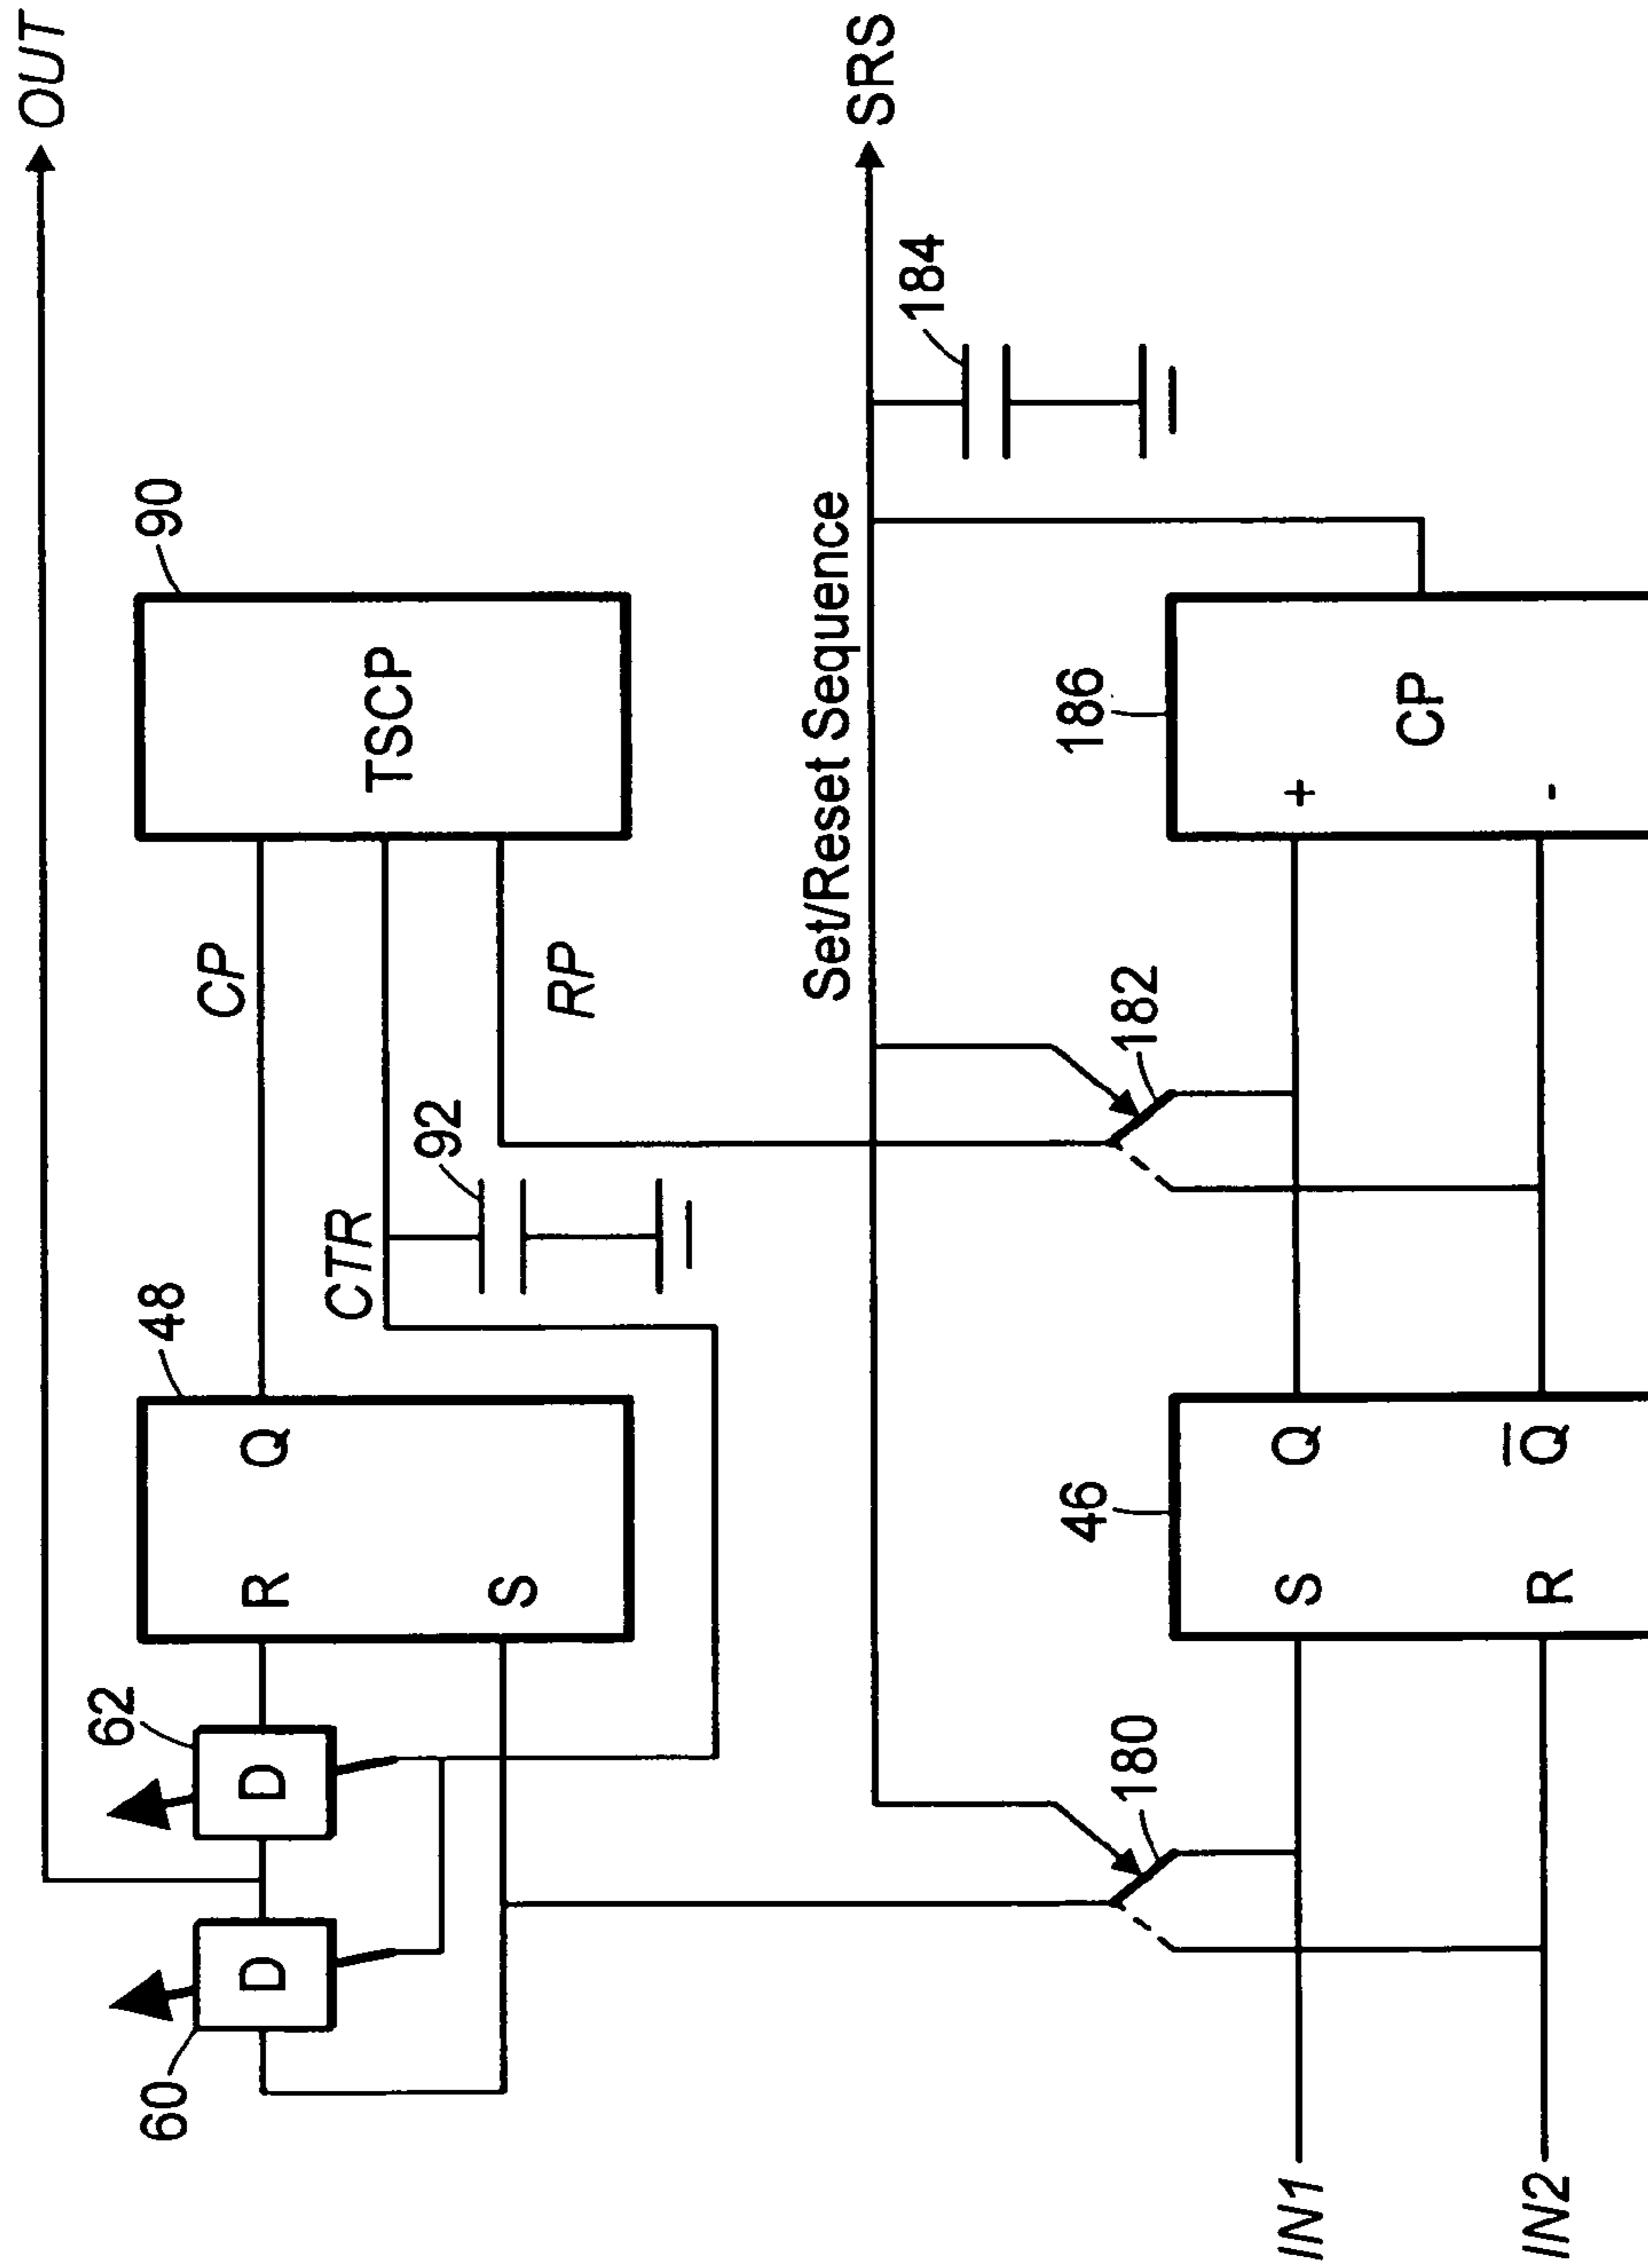 OUT
90
TSCP
CP
RP
CTR
92
48
Q
R
S
62
D
60
D
SRS
Set/Reset Sequence
184
186
+
CP
-
182
180
46
S
Q
R
Q̅
IN1
IN2